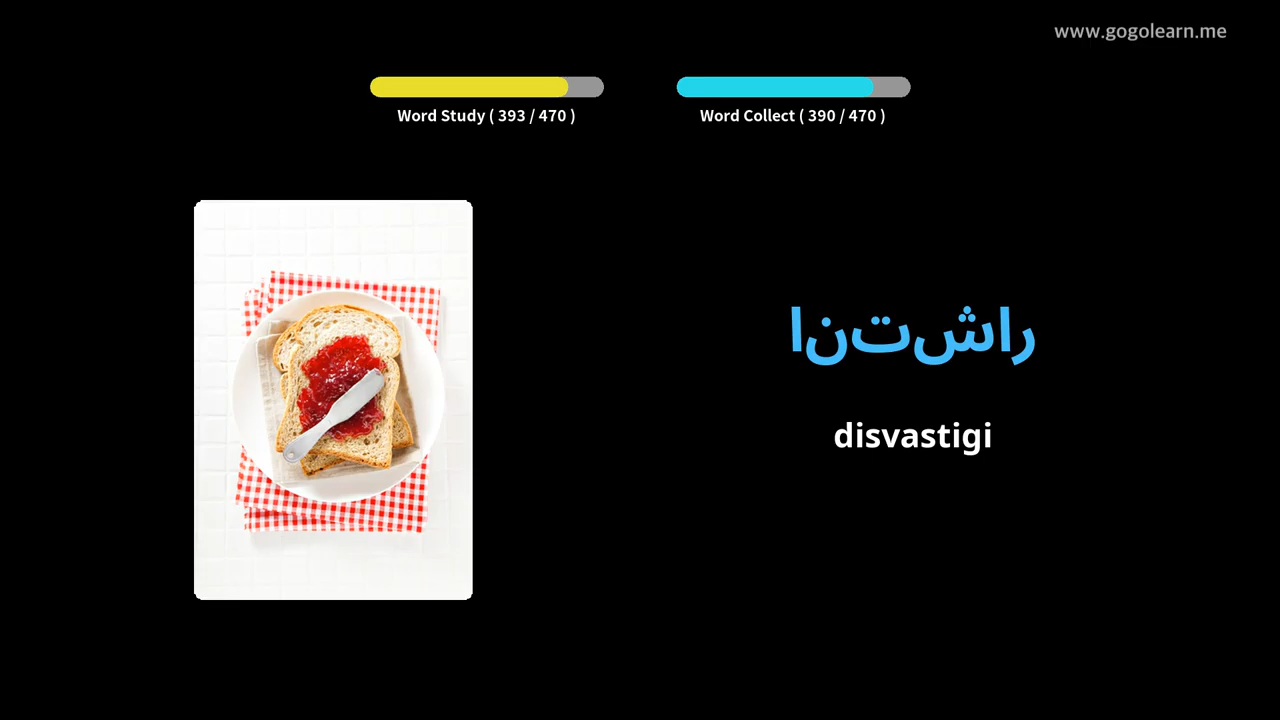 www.gogolearn.me
Word Study ( 393 / 470 )
Word Collect ( 390 / 470 )
انتشار
disvastigi